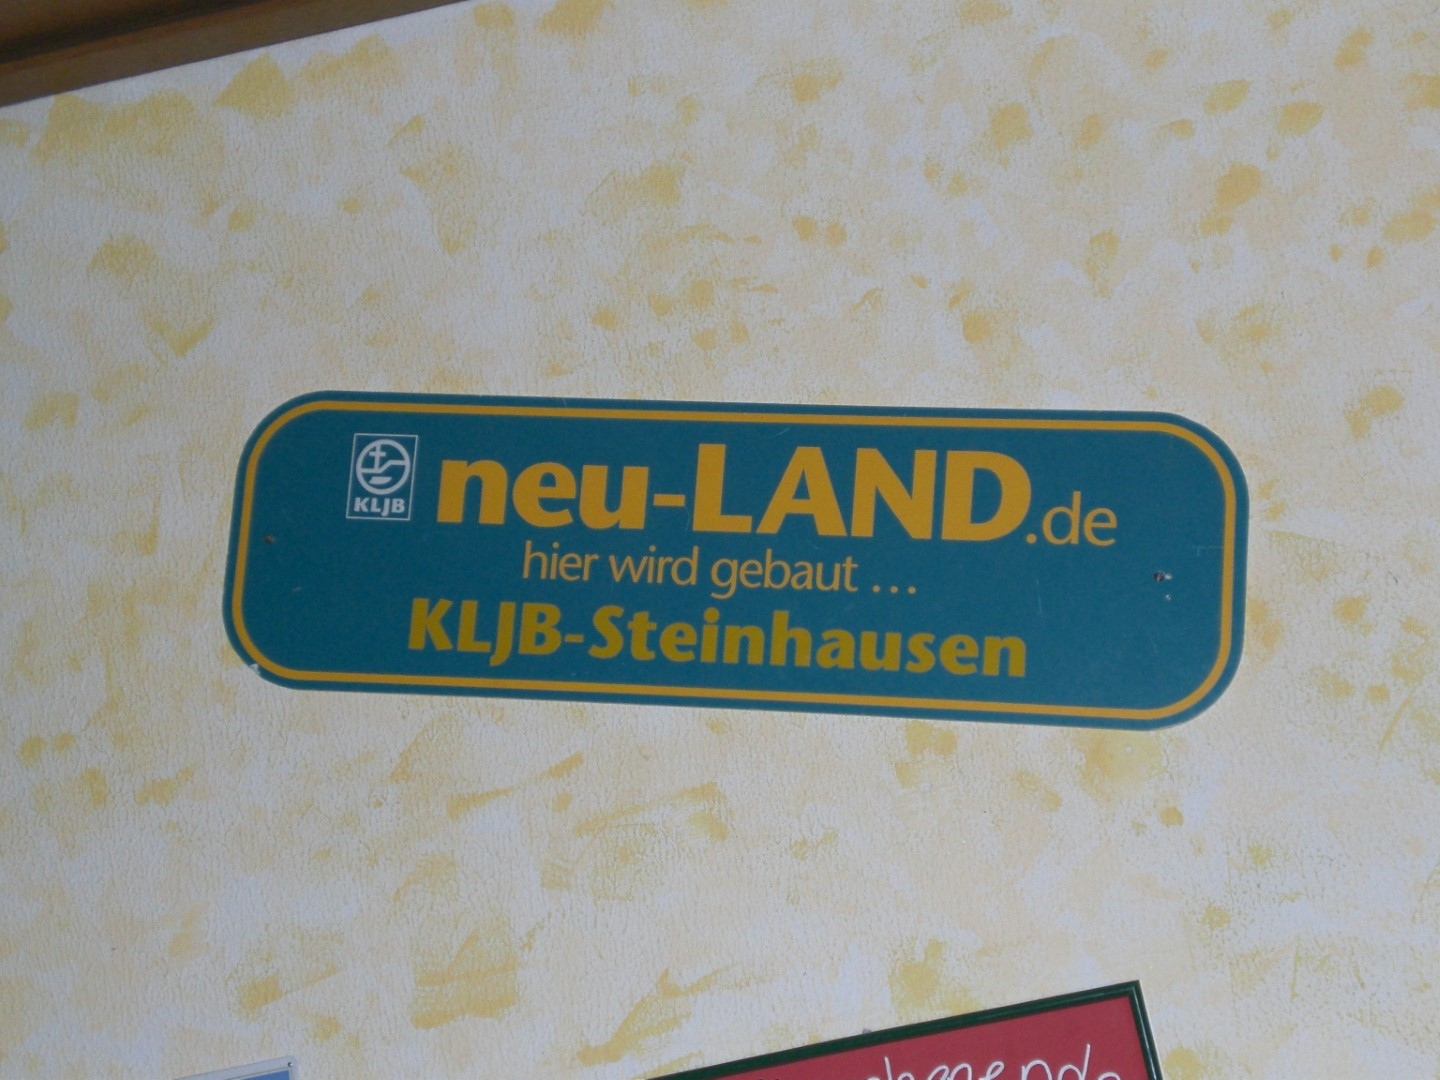 KLJB
neu-LAND.de
hier wird gebaut ...
KLJB-Steinhausen